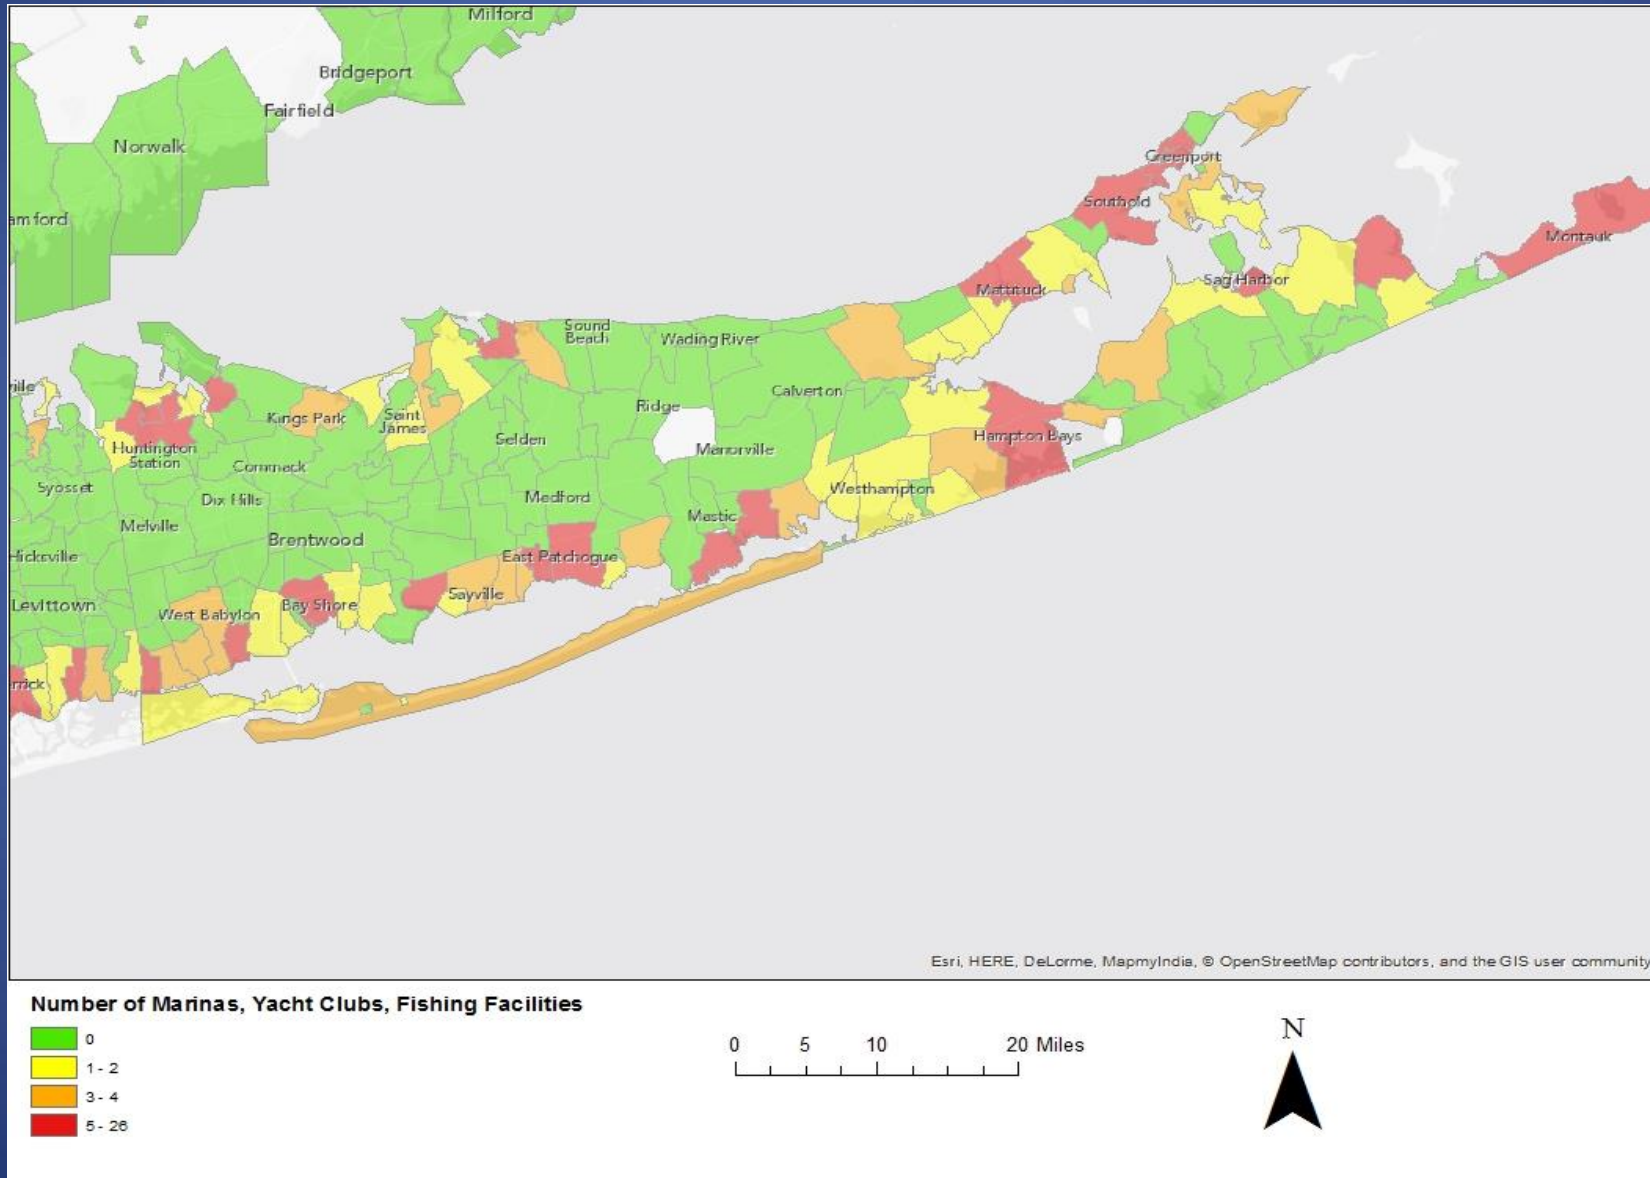 Milford
Bridgeport
Fairfield
Norwalk
amford
Greenport
Southold
Montauk
Sag Harbor
Mattituck
Sound
Beach
Wading River
ville
Calverton
Kings Park
Saint
James
Ridge
Hampton Bays
Selden
Huntington
Station
Manorville
Commack
Syosset
Westhampton
Dix Hills
Medford
Mastic
Melville
Brentwood
Hicksville
East Patchogue
Sayville
Levittown
Bay Shore
West Babylon
rrick
Esri, HERE, DeLorme, MapmyIndia, © OpenStreetMap contributors, and the GIS user community
Number of Marinas, Yacht Clubs, Fishing Facilities
0
1 - 2
3 - 4
5 - 26
0 5 10 20 Miles
N